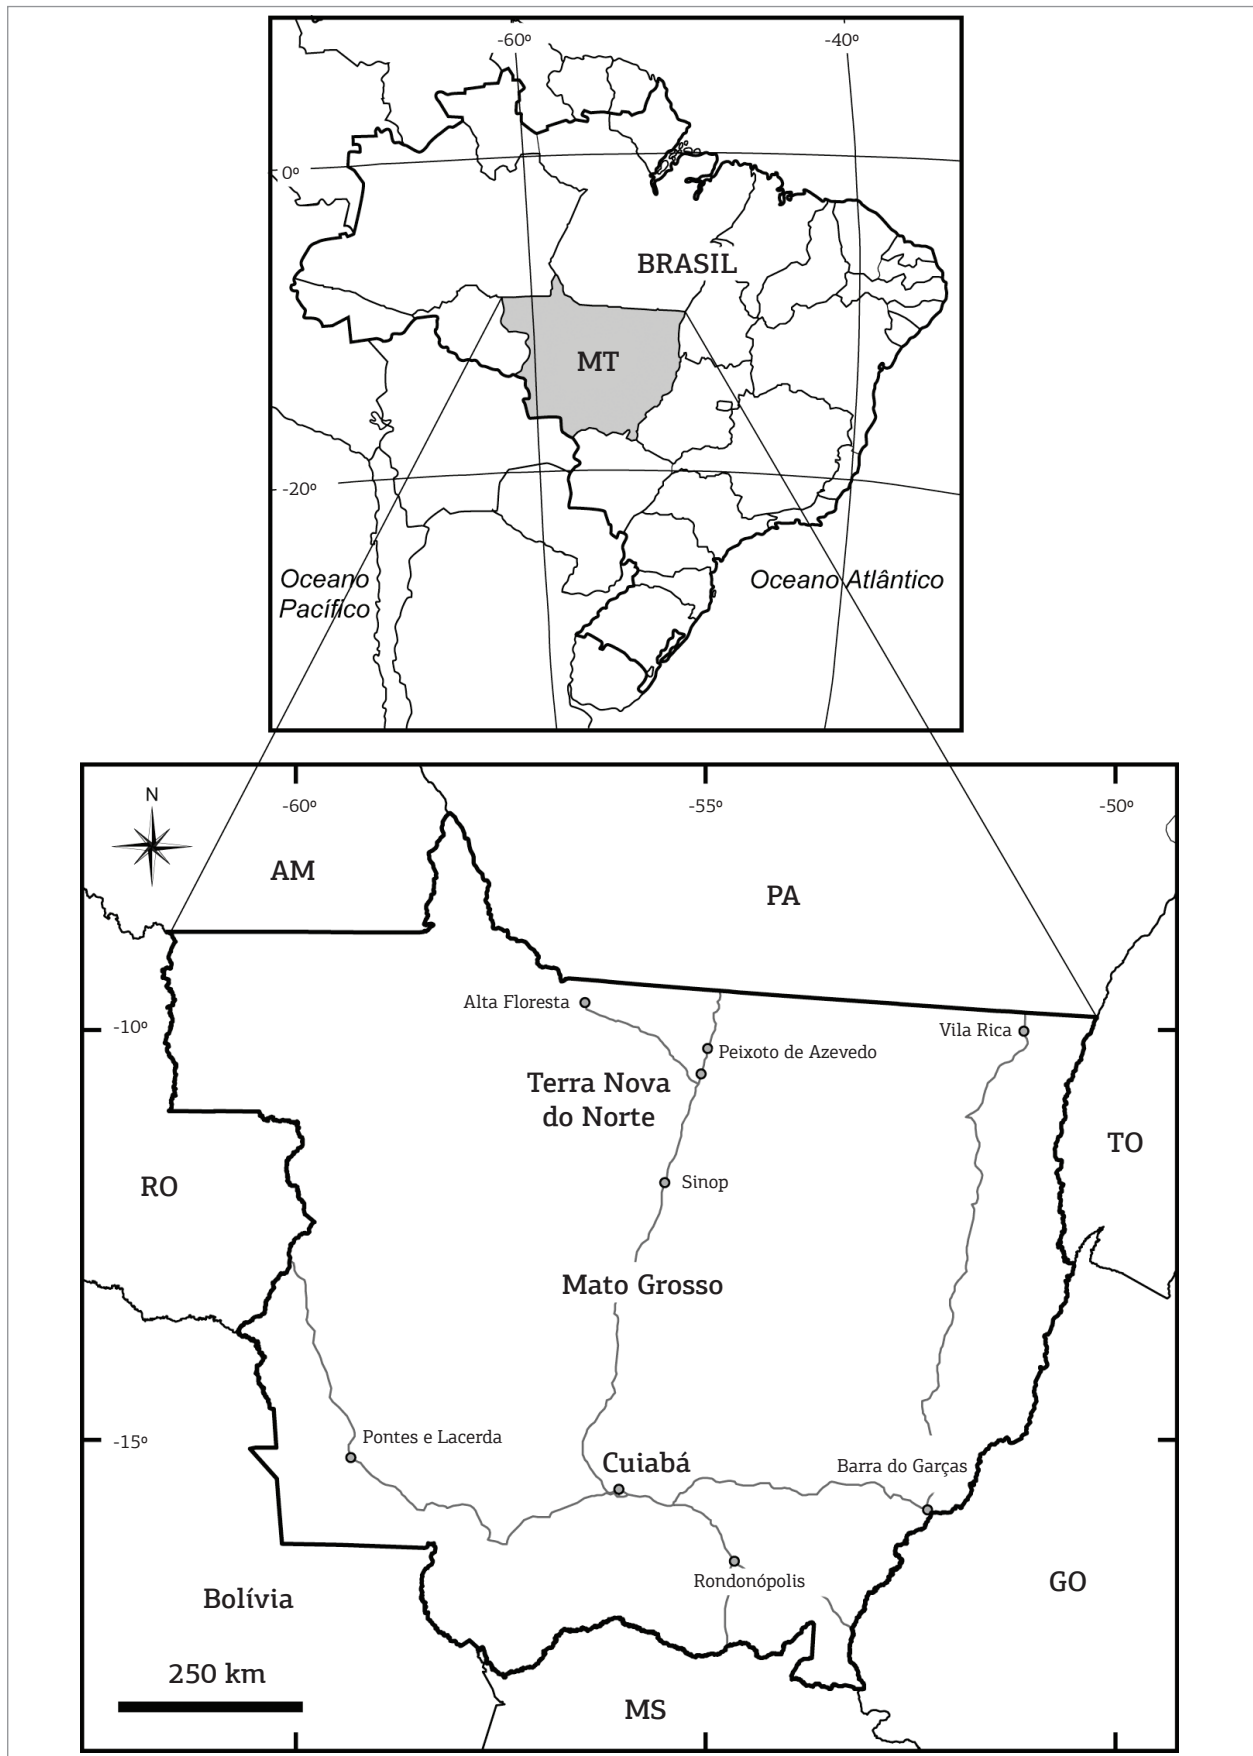 -60º
-40º
0º
BRASIL
MT
-20º
Oceano
Pacífico
Oceano Atlântico
N
-60º
-55º
-50º
AM
PA
Alta Floresta
-10º
Vila Rica
Peixoto de Azevedo
Terra Nova
do Norte
TO
RO
Sinop
Mato Grosso
-15º
Pontes e Lacerda
Cuiabá
Barra do Garças
Rondonópolis
GO
Bolívia
250 km
MS